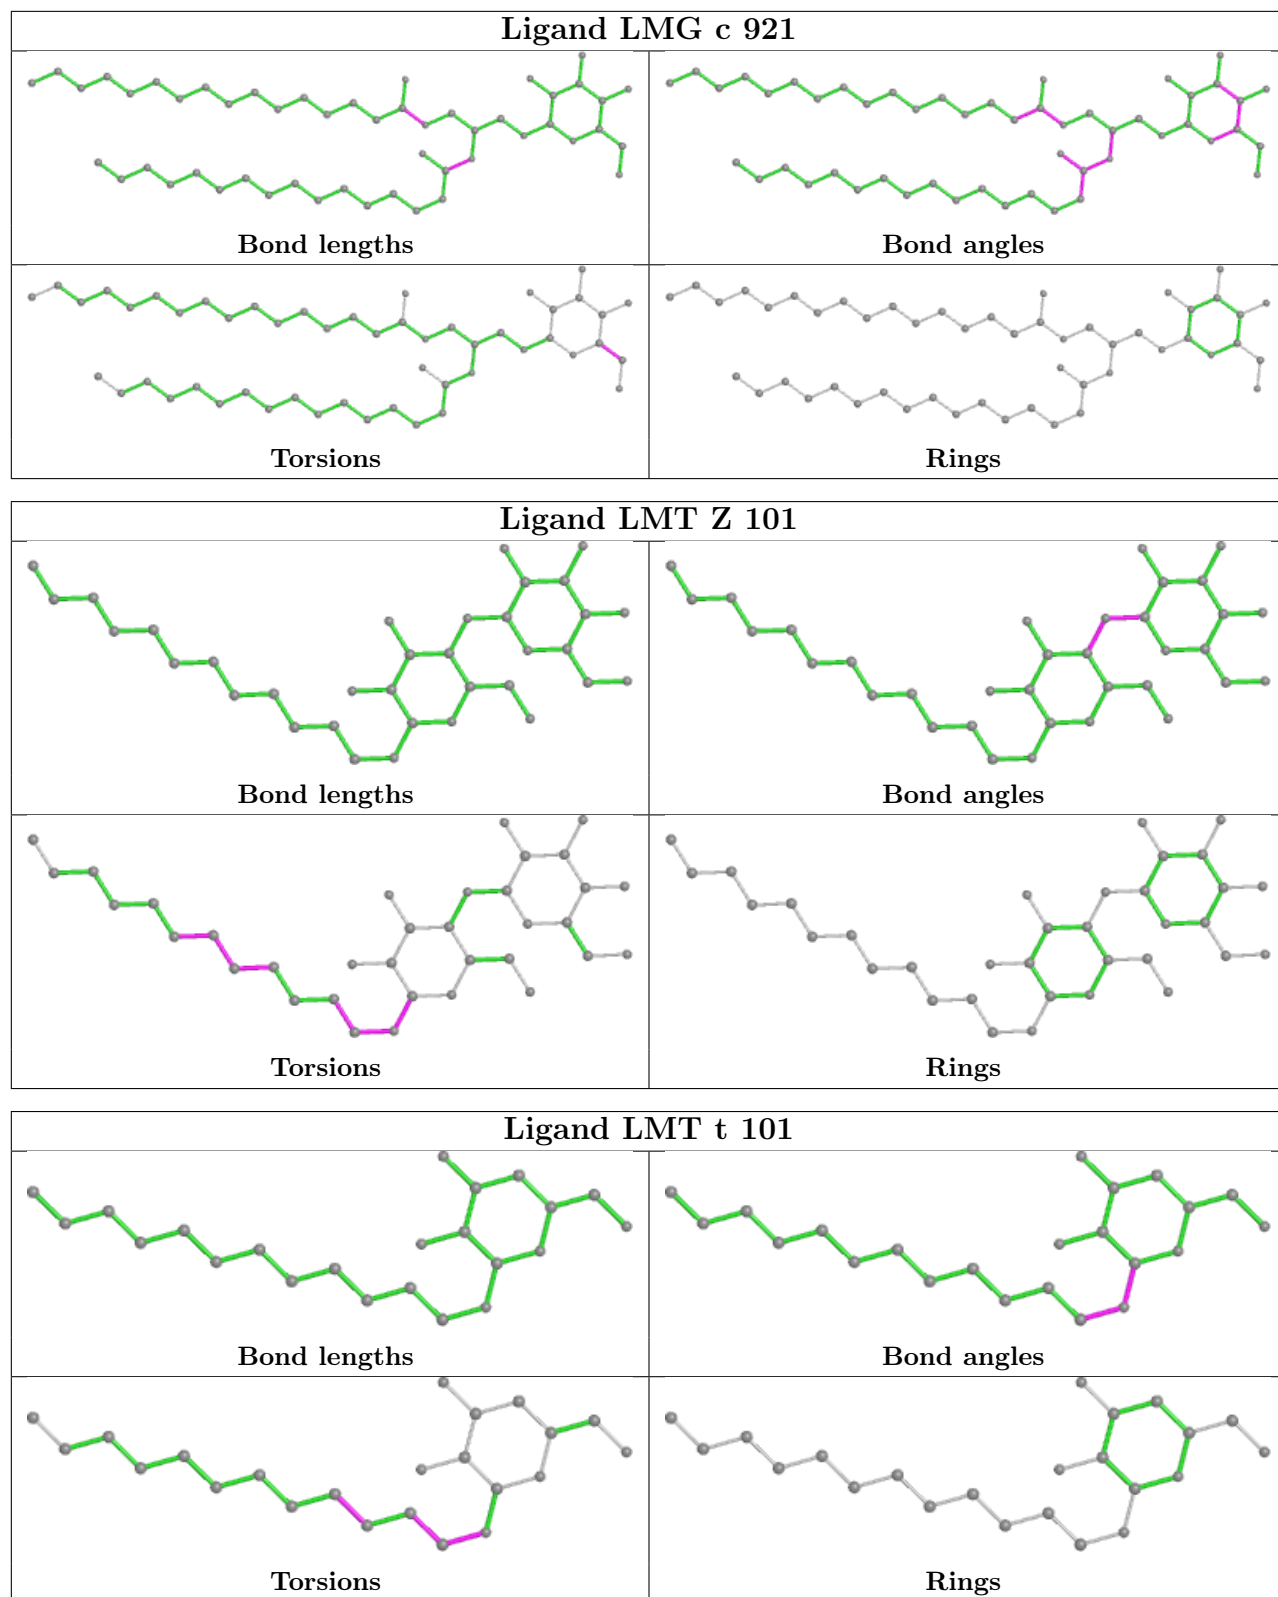 Ligand LMG c 921
Bond lengths
Bond angles
Torsions
Rings
Ligand LMT Z 101
Bond lengths
Bond angles
Torsions
Rings
Ligand LMT t 101
Bond lengths
Bond angles
Torsions
Rings